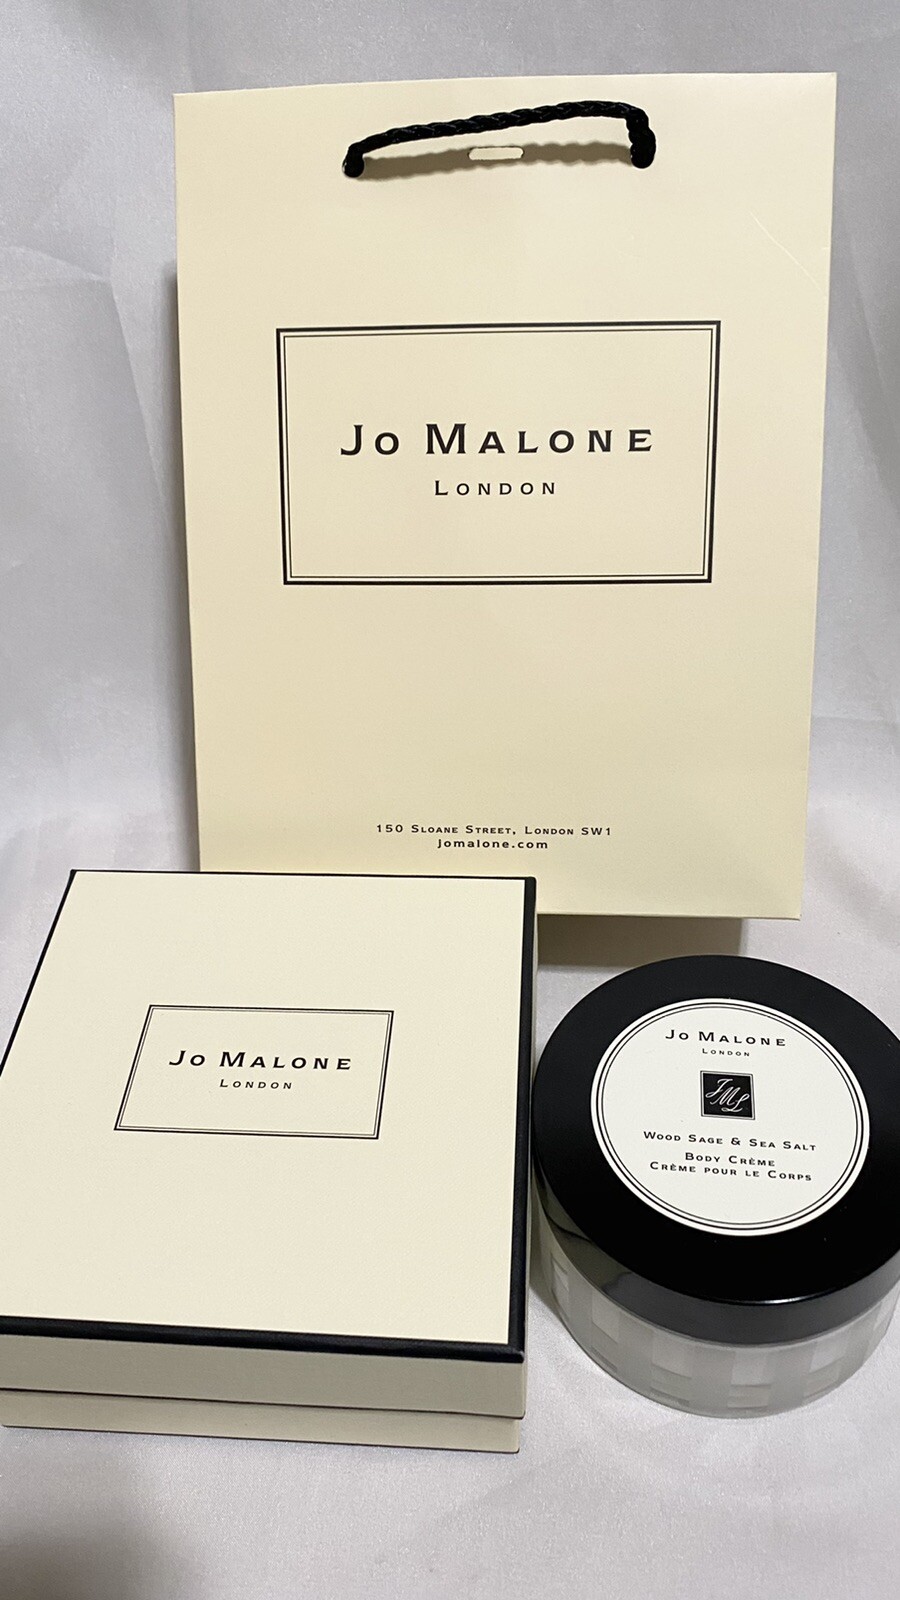 Jo Malone
London
150 Sloane Street, London SW1
Jomalone.com
Jo Malone
London
Jo Malone
London
JML
Wood Sage & Sea Salt
Body Crème
Crème pour le Corps